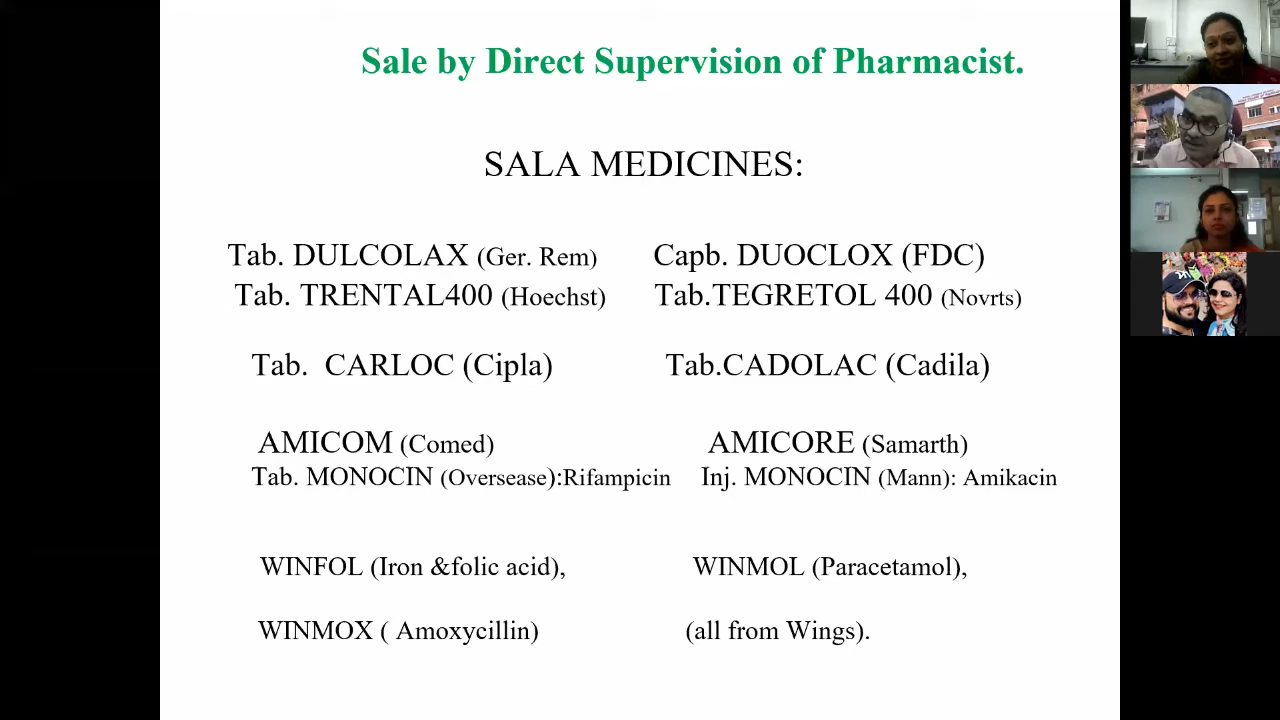 Sale by Direct Supervision of Pharmacist.
SALA MEDICINES:
Tab. DULCOLAX (Ger. Rem) Capb. DUOCLOX (FDC)
Tab. TRENTAL400 (Hoechst) Tab.TEGRETOL 400 (Novrts)
Tab. CARLOC (Cipla) Tab.CADOLAC (Cadila)
AMICOM (Comed) AMICORE (Samarth)
Tab. MONOCIN (Oversease):Rifampicin Inj. MONOCIN (Mann): Amikacin
WINFOL (Iron &folic acid), WINMOL (Paracetamol),
WINMOX ( Amoxycillin) (all from Wings).